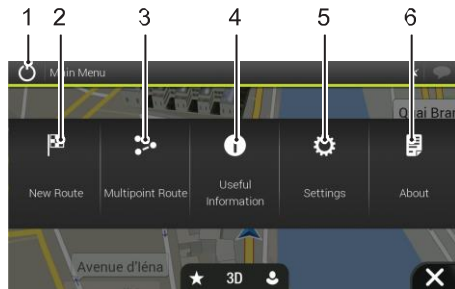 1 2 3 4 5 6
Main Menu
Quai Bran
New Route
Multipoint Route
Useful
Information
Settings
About
Avenue d'Iéna
3D